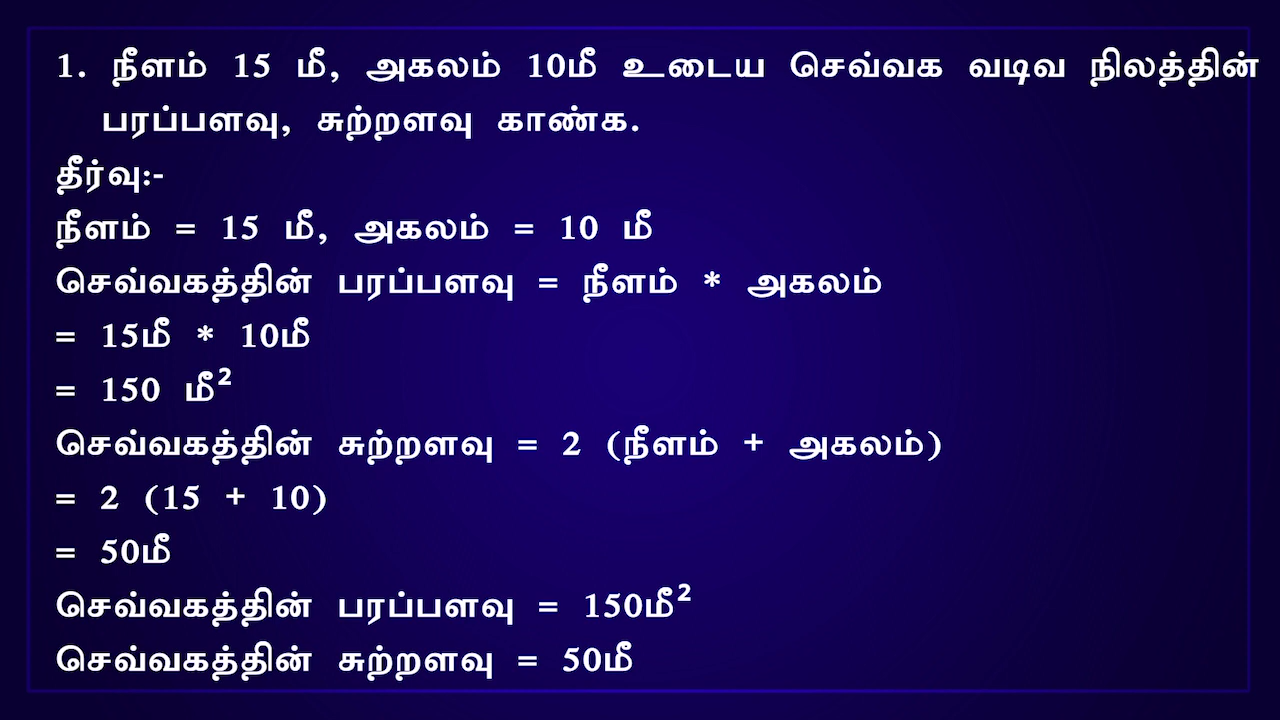 1. நீளம் 15 மீ, அகலம் 10மீ உடைய செவ்வக வடிவ நிலத்தின்
பரப்பளவு, சுற்றளவு காண்க.
தீர்வு:-
நீளம் = 15 மீ, அகலம் = 10 மீ
செவ்வகத்தின் பரப்பளவு = நீளம் * அகலம்
= 15மீ * 10மீ
= 150 மீ²
செவ்வகத்தின் சுற்றளவு = 2 (நீளம் + அகலம்)
= 2 (15 + 10)
= 50மீ
செவ்வகத்தின் பரப்பளவு = 150மீ²
செவ்வகத்தின் சுற்றளவு = 50மீ